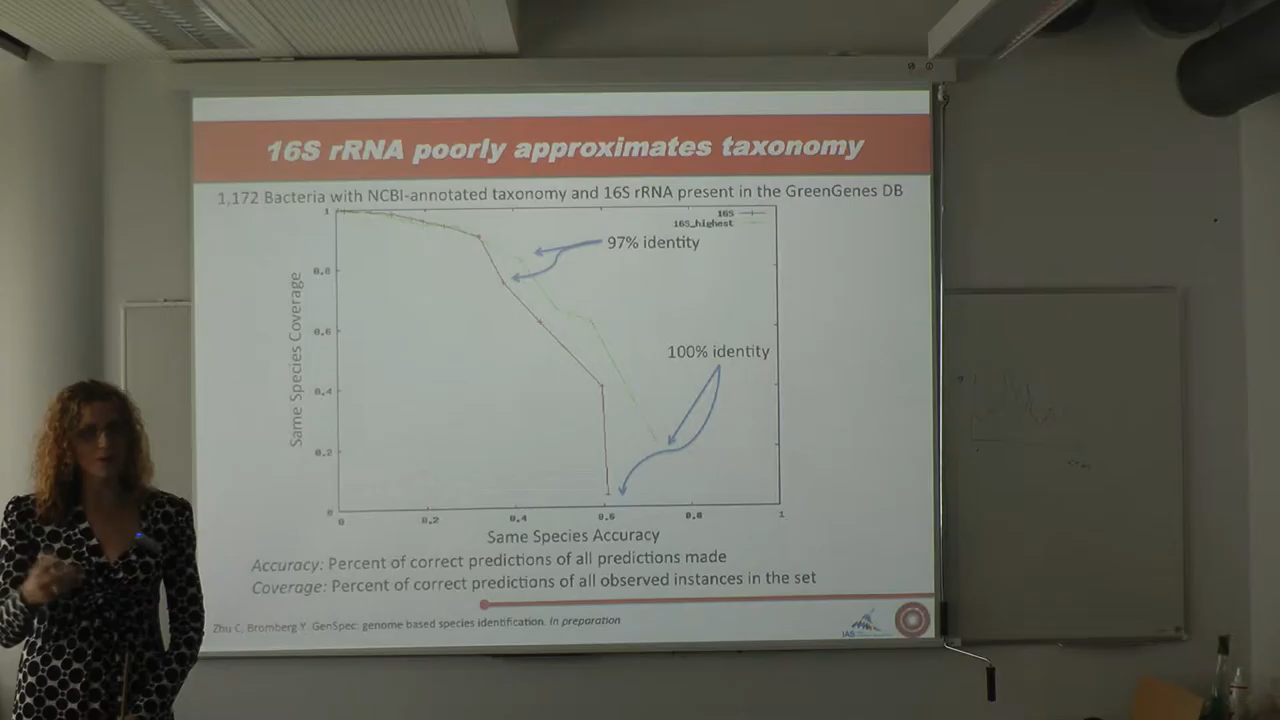 16S rRNA poorly approximates taxonomy
1,172 Bacteria with NCBI-annotated taxonomy and 16S rRNA present in the GreenGenes DB
16S
16S_highest
97% identity
100% identity
Same Species Coverage
1
0.8
0.6
0.4
0.2
0
0 0.2 0.4 0.6 0.8 1
Same Species Accuracy
Accuracy: Percent of correct predictions of all predictions made
Coverage: Percent of correct predictions of all observed instances in the set
Zhu C, Bromberg Y GenSpec: genome based species identification. In preparation
IAS